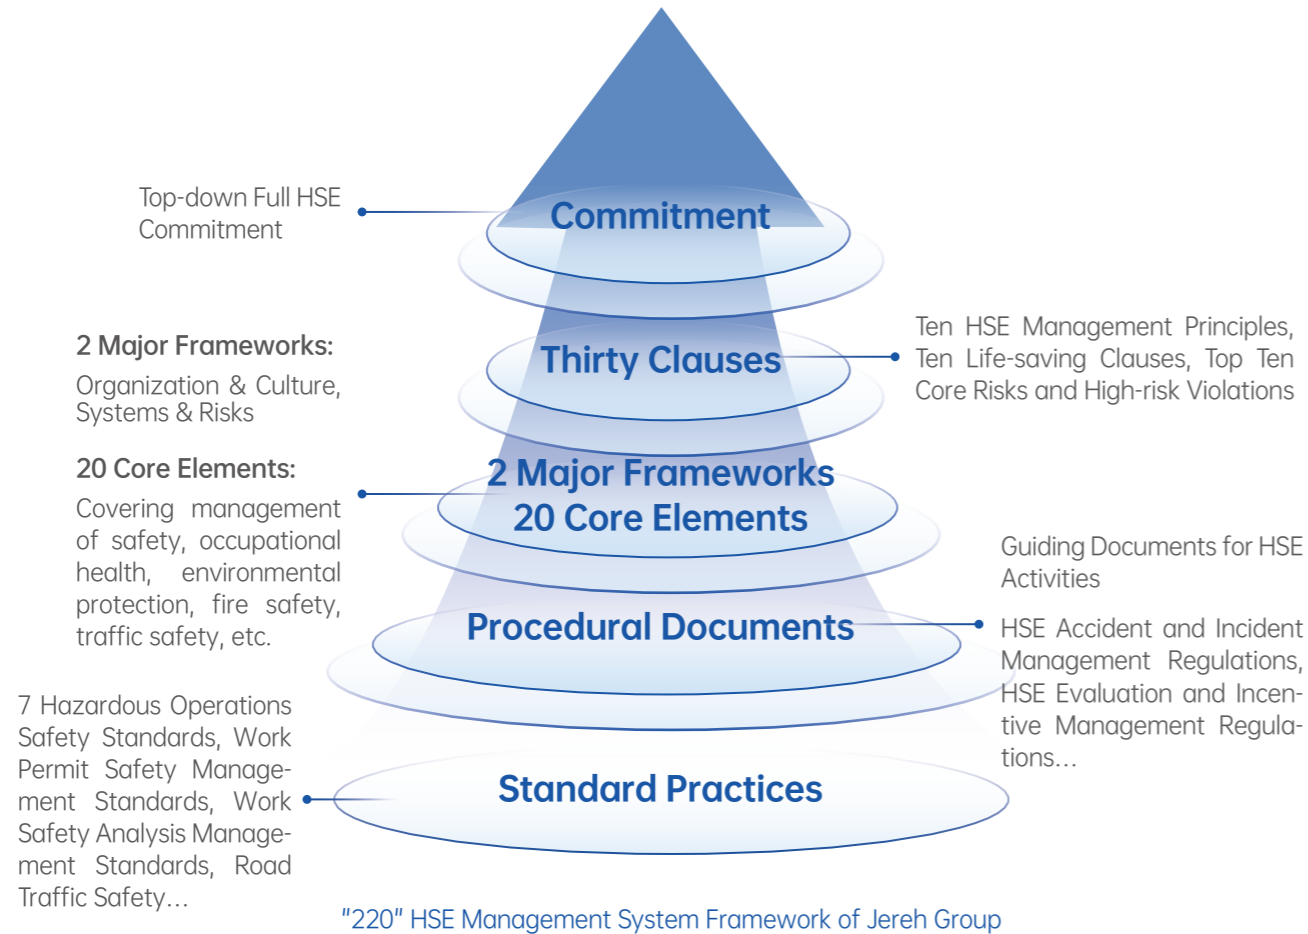 Commitment
Top-down Full HSE
Commitment
Thirty Clauses
Ten HSE Management Principles,
Ten Life-saving Clauses, Top Ten
Core Risks and High-risk Violations
2 Major Frameworks:
Organization & Culture,
Systems & Risks
20 Core Elements:
Covering management
of safety, occupational
health, environmental
protection, fire safety,
traffic safety, etc.
2 Major Frameworks
20 Core Elements
Procedural Documents
Guiding Documents for HSE
Activities
HSE Accident and Incident
Management Regulations,
HSE Evaluation and Incen-
tive Management Regula-
tions…
7 Hazardous Operations
Safety Standards, Work
Permit Safety Manage-
ment Standards, Work
Safety Analysis Manage-
ment Standards, Road
Traffic Safety…
Standard Practices
"220" HSE Management System Framework of Jereh Group